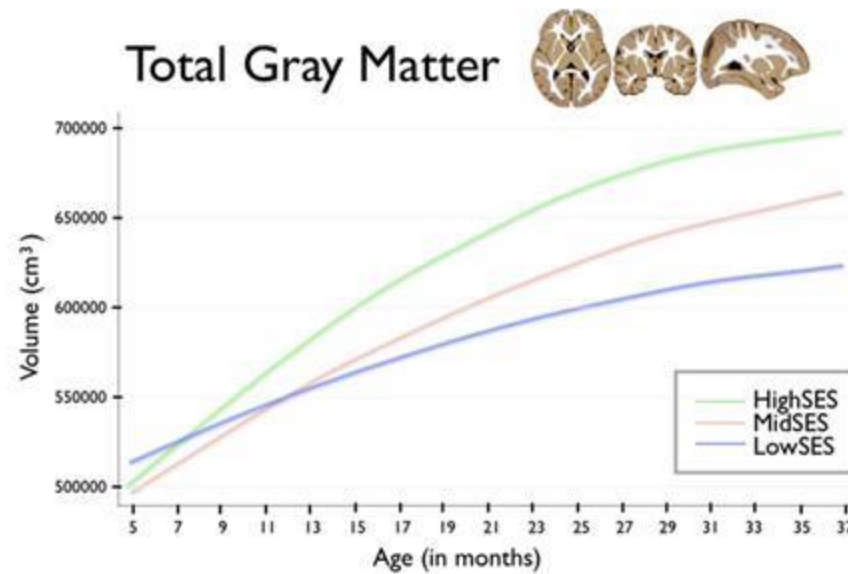 Total Gray Matter
700000
650000
600000
550000
500000
Volume (cm³)
HighSES
MidSES
LowSES
5 7 9 11 13 15 17 19 21 23 25 27 29 31 33 35 37
Age (in months)